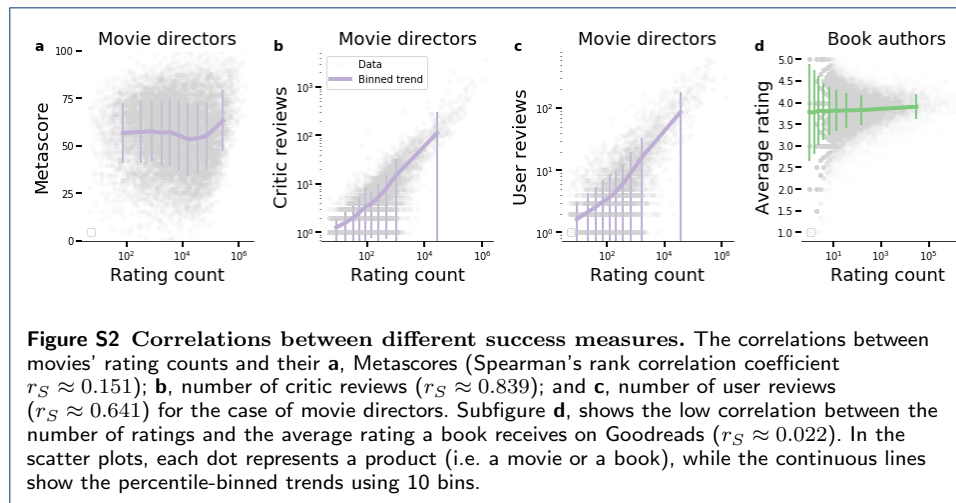 a Movie directors
Metascore
100
75
50
25
0
10² 10⁴ 10⁶
Rating count
b Movie directors
Data
Binned trend
Critic reviews
10³
10²
10¹
10⁰
10² 10⁴ 10⁶
Rating count
c Movie directors
User reviews
10²
10¹
10⁰
10² 10⁴ 10⁶
Rating count
d Book authors
Average rating
5.0
4.5
4.0
3.5
3.0
2.5
2.0
1.5
1.0
10¹ 10³ 10⁵
Rating count
Figure S2 Correlations between different success measures. The correlations between
movies' rating counts and their a, Metascores (Spearman's rank correlation coefficient
r_S ≈ 0.151); b, number of critic reviews (r_S ≈ 0.839); and c, number of user reviews
(r_S ≈ 0.641) for the case of movie directors. Subfigure d, shows the low correlation between the
number of ratings and the average rating a book receives on Goodreads (r_S ≈ 0.022). In the
scatter plots, each dot represents a product (i.e. a movie or a book), while the continuous lines
show the percentile-binned trends using 10 bins.